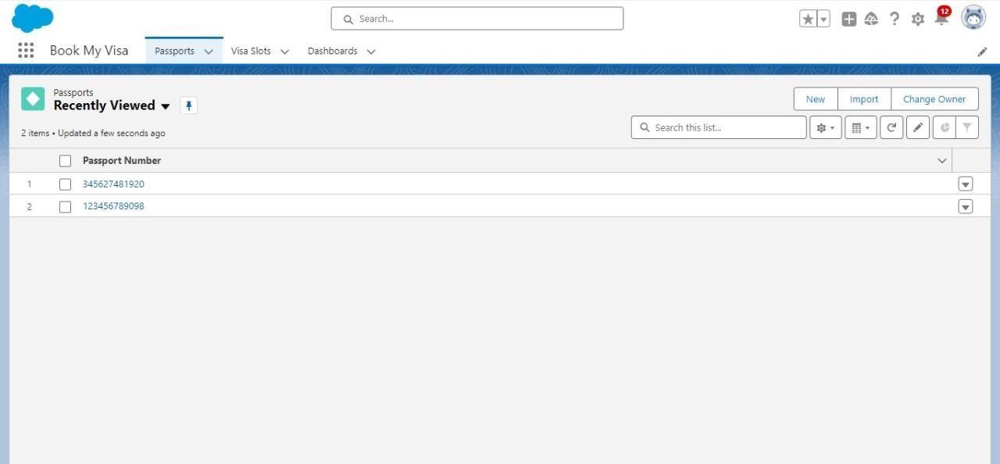 Search...
12
Book My Visa Passports Visa Slots Dashboards
Passports
Recently Viewed
New Import Change Owner
2 items • Updated a few seconds ago
Search this list...
Passport Number
1 345627481920
2 123456789098